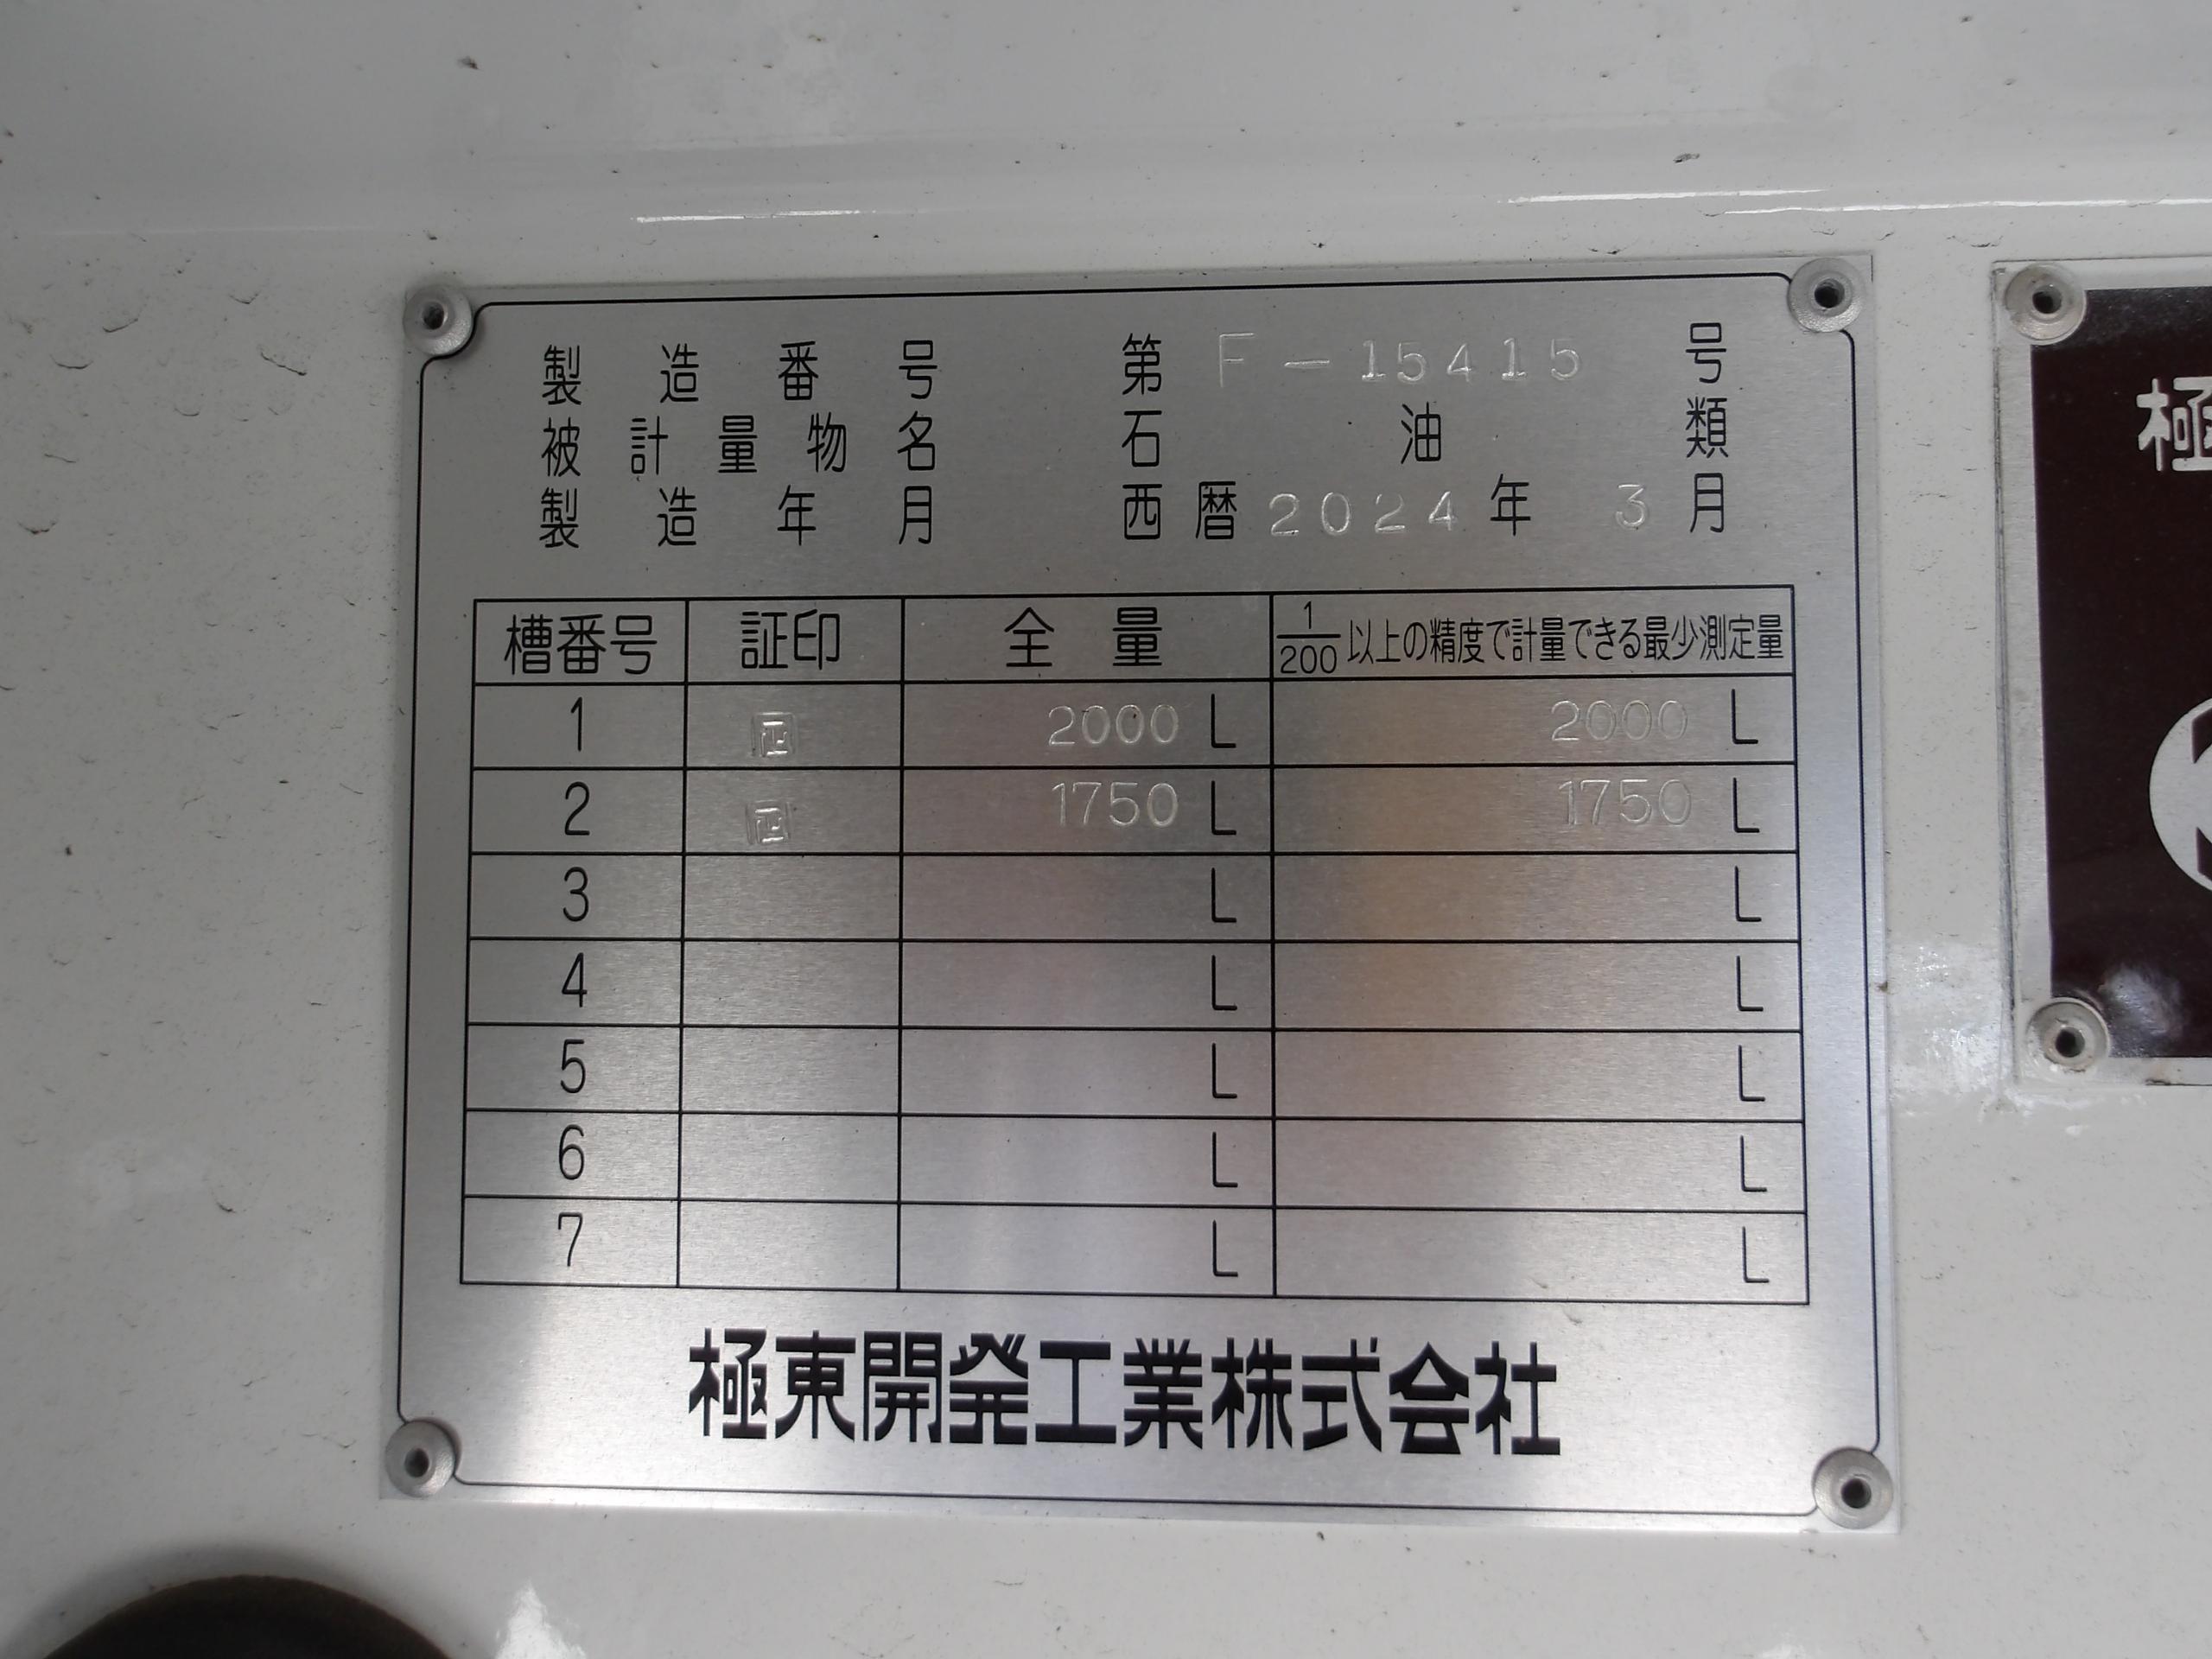 製造番号 第 F-15415 号
被計量物名 石油類
製造年月 西暦 2024 年 3 月
槽番号 証印 全量 1/200 以上の精度で計量できる最少測定量
1 正 2000 L 2000 L
2 正 1750 L 1750 L
3 L L
4 L L
5 L L
6 L L
7 L L
極東開発工業株式会社
極